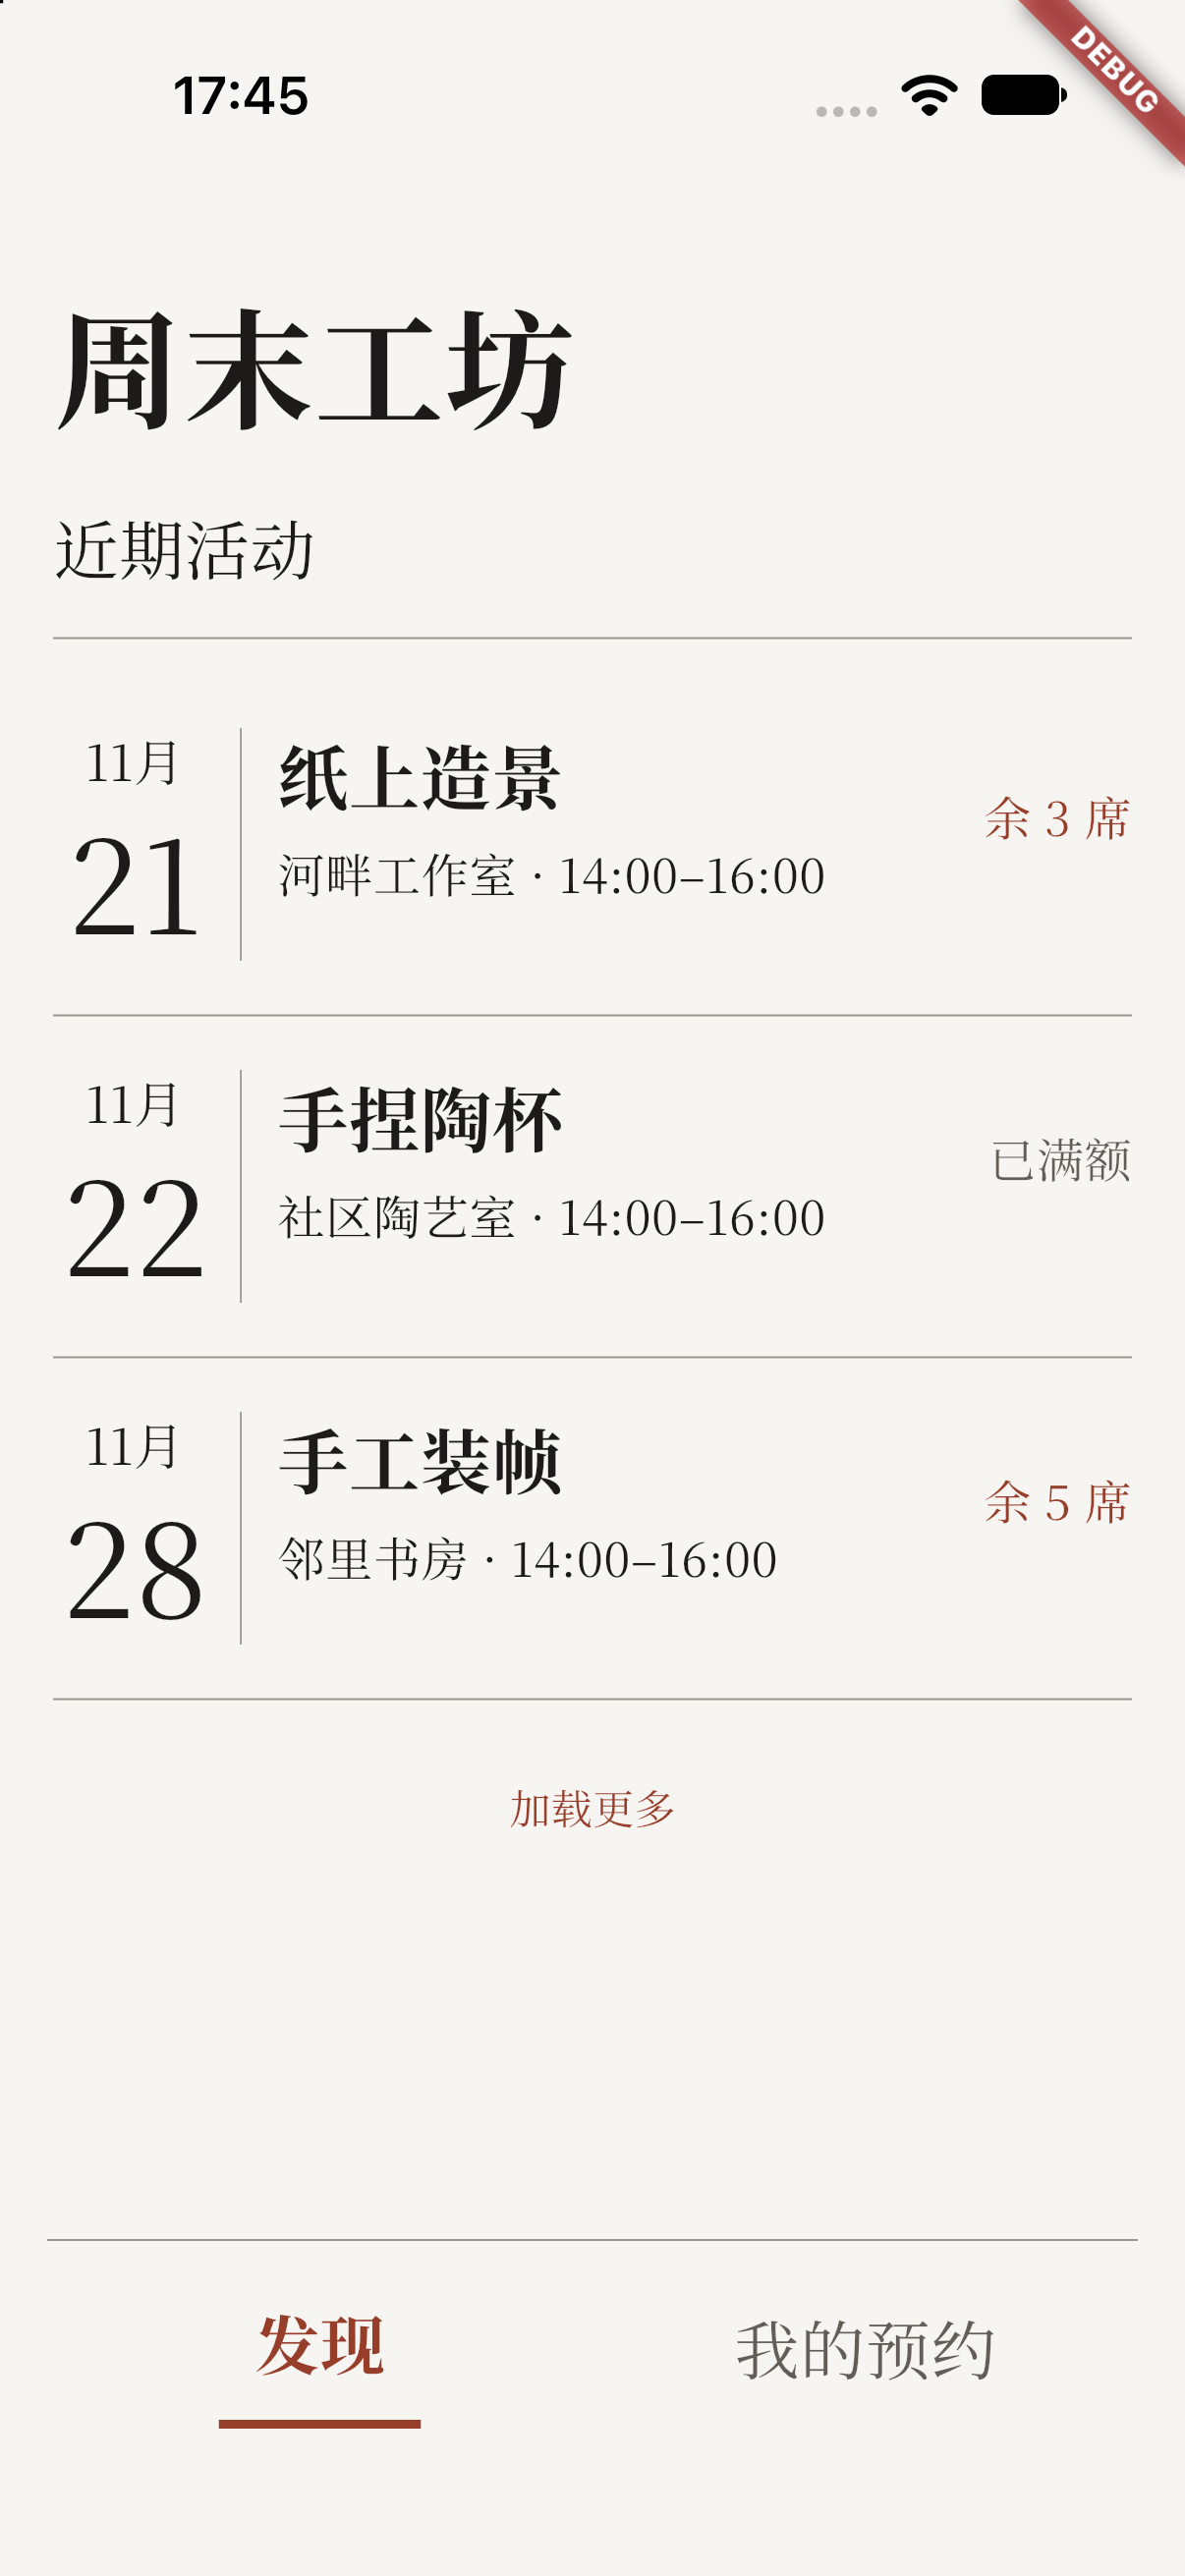 17:45
DEBUG
周末工坊
近期活动
11月
21
纸上造景
河畔工作室 · 14:00–16:00
余 3 席
11月
22
手捏陶杯
社区陶艺室 · 14:00–16:00
已满额
11月
28
手工装帧
邻里书房 · 14:00–16:00
余 5 席
加载更多
发现
我的预约